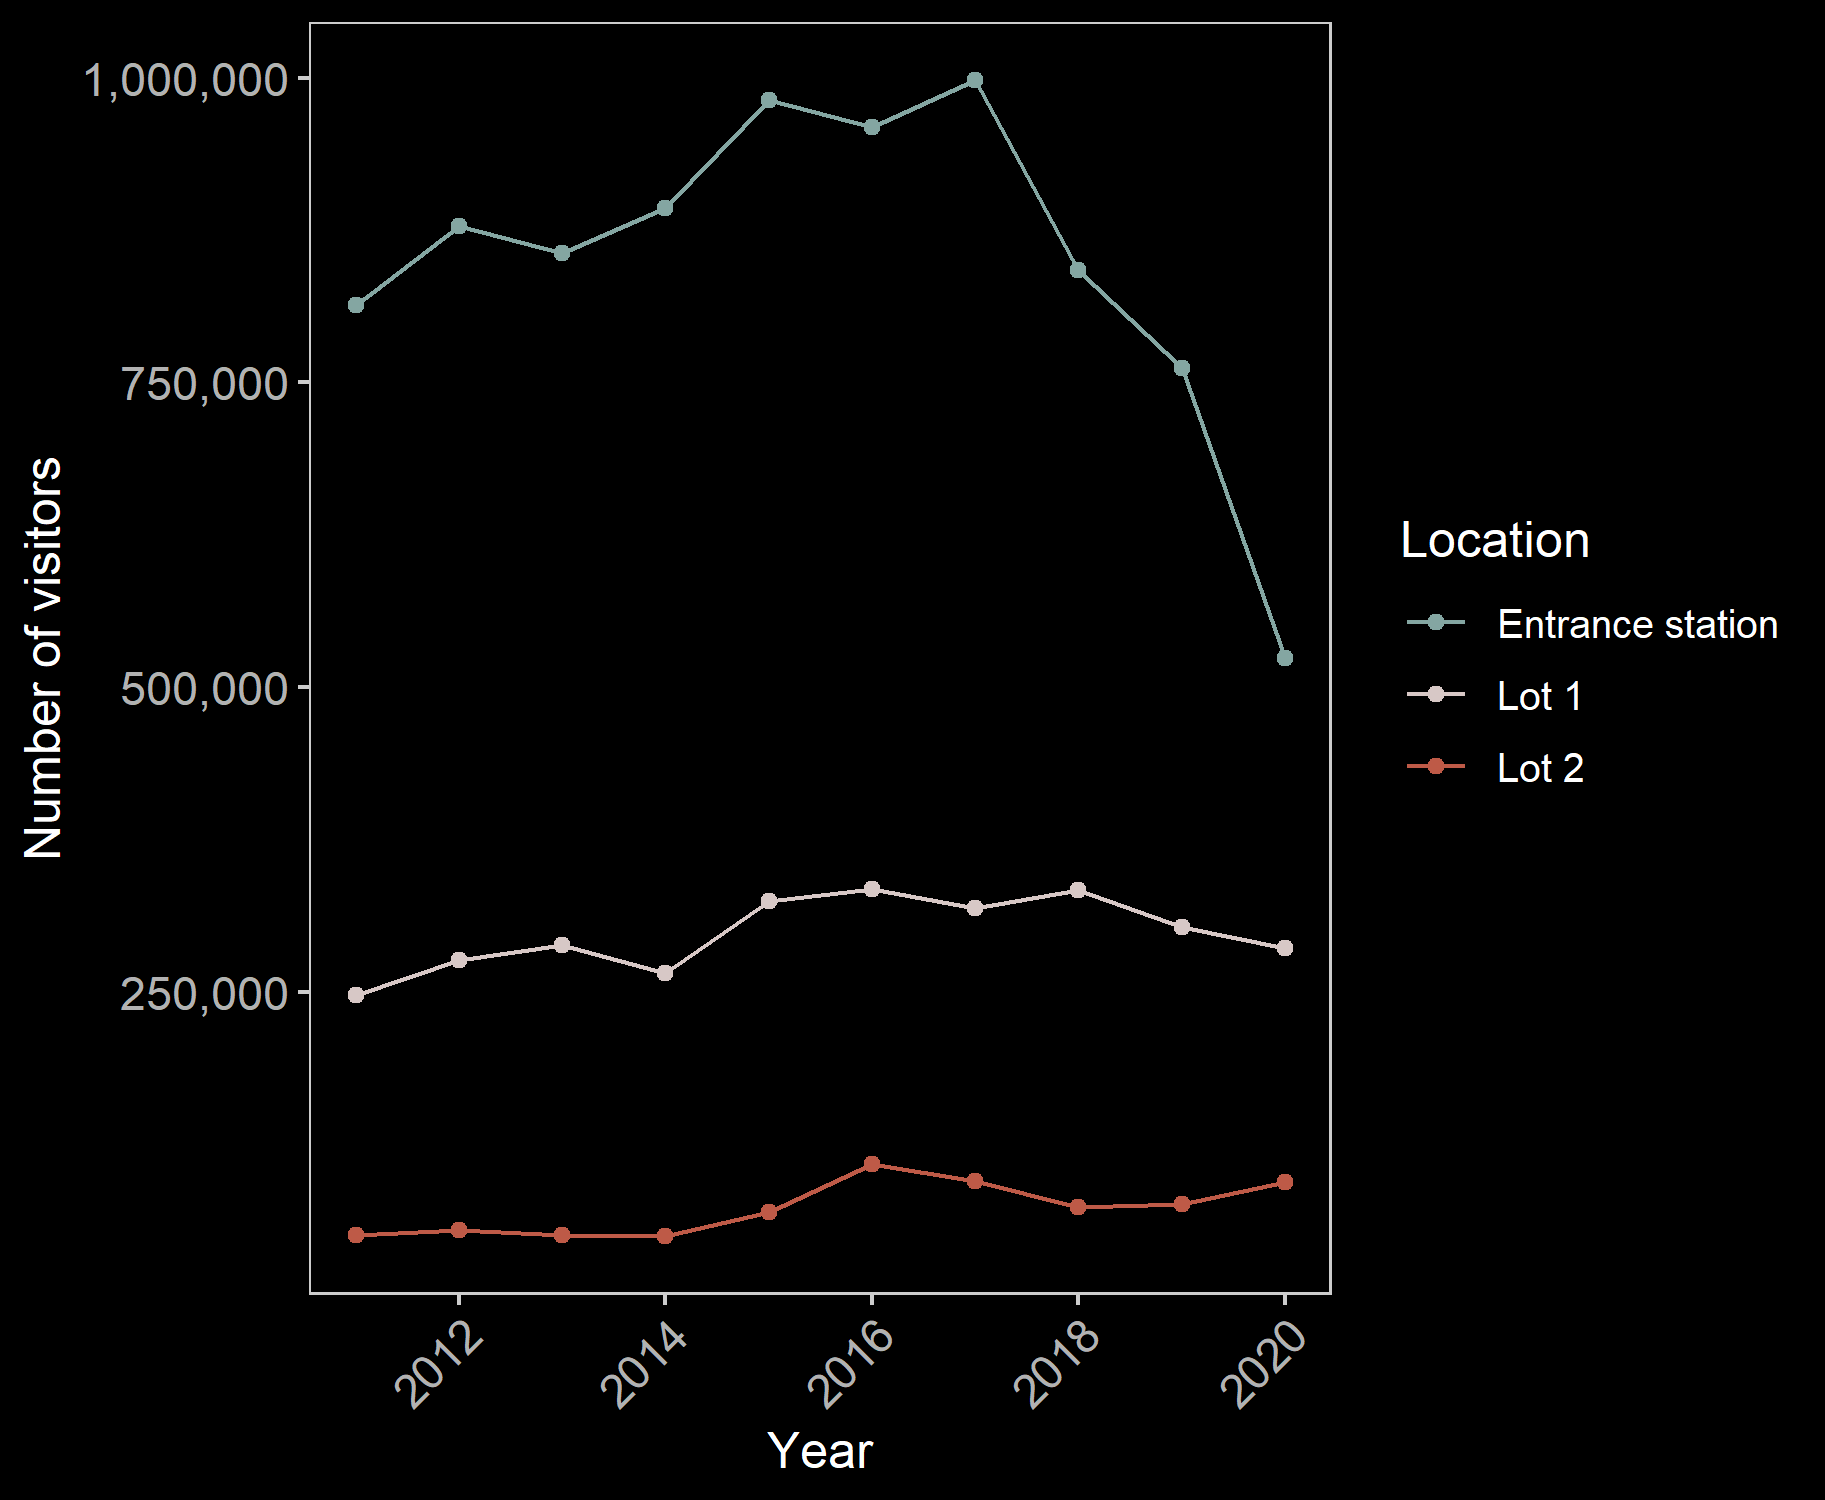 1,000,000
750,000
500,000
250,000
Number of visitors
2012
2014
2016
2018
2020
Year
Location
Entrance station
Lot 1
Lot 2